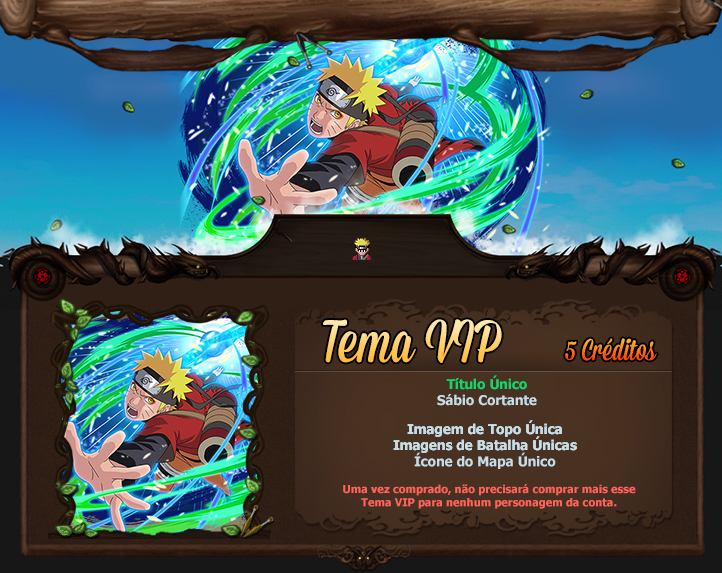 Tema VIP
5 Créditos
Título Único
Sábio Cortante
Imagem de Topo Única
Imagens de Batalha Únicas
Ícone do Mapa Único
Uma vez comprado, não precisará comprar mais esse
Tema VIP para nenhum personagem da conta.